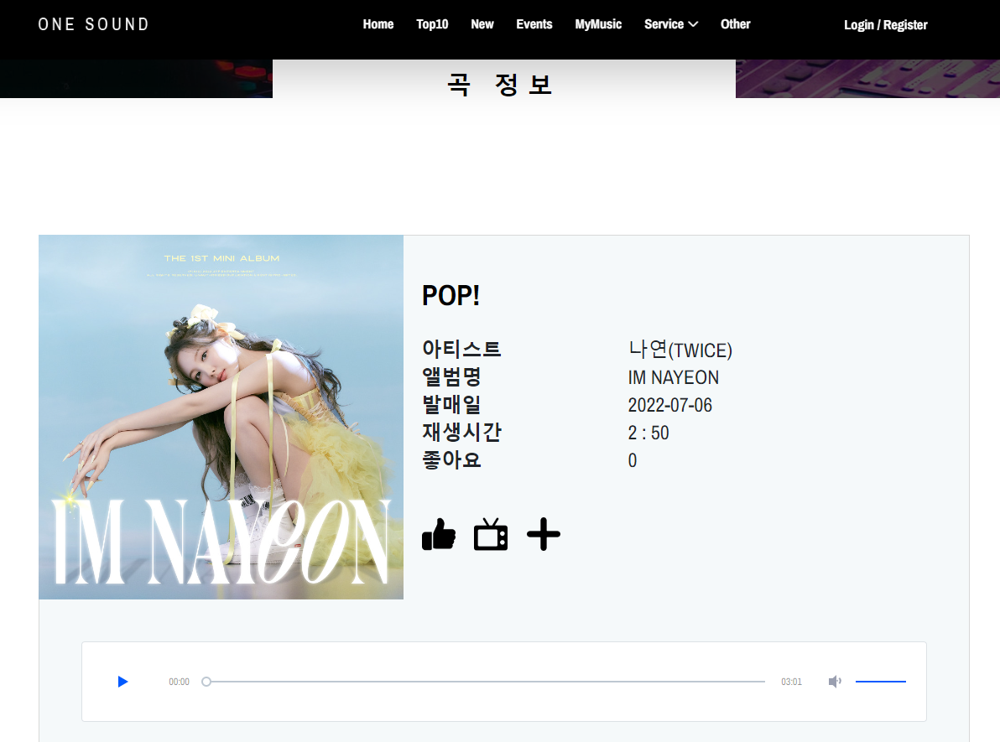 ONE SOUND
Home Top10 New Events MyMusic Service Other
Login / Register
곡 정보
THE 1ST MINI ALBUM
IM NAYEON
POP!
아티스트 나연(TWICE)
앨범명 IM NAYEON
발매일 2022-07-06
재생시간 2 : 50
좋아요 0
00:00 03:01